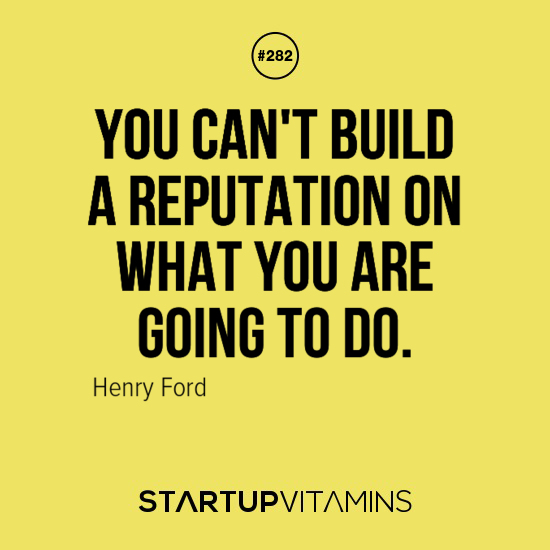 #282
YOU CAN'T BUILD
A REPUTATION ON
WHAT YOU ARE
GOING TO DO.
Henry Ford
STARTUPVITAMINS